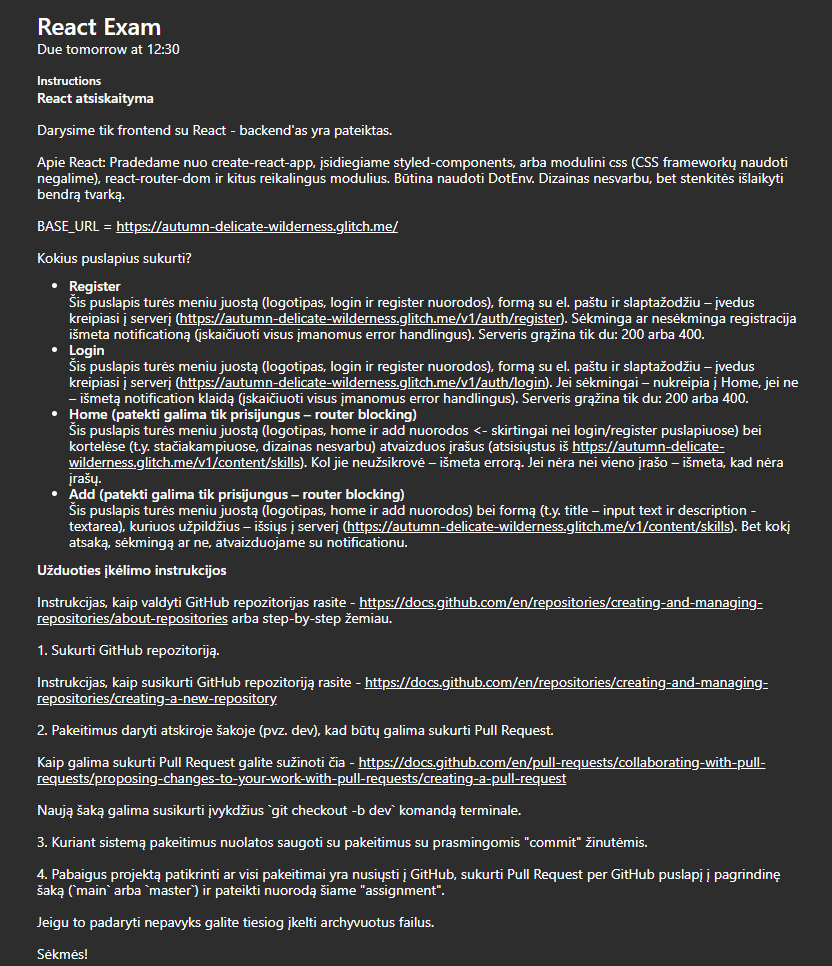 React Exam
Due tomorrow at 12:30
Instructions
React atsiskaityma
Darysime tik frontend su React - backend'as yra pateiktas.
Apie React: Pradedame nuo create-react-app, įsidiegiame styled-components, arba modulini css (CSS frameworkų naudoti
negalime), react-router-dom ir kitus reikalingus modulius. Būtina naudoti DotEnv. Dizainas nesvarbu, bet stenkitės išlaikyti
bendrą tvarką.
BASE_URL = https://autumn-delicate-wilderness.glitch.me/
Kokius puslapius sukurti?
• Register
Šis puslapis turės meniu juostą (logotipas, login ir register nuorodos), formą su el. paštu ir slaptažodžiu – įvedus
kreipiasi į serverį (https://autumn-delicate-wilderness.glitch.me/v1/auth/register). Sėkminga ar nesėkminga registracija
išmeta notificationą (įskaičiuoti visus įmanomus error handlingus). Serveris grąžina tik du: 200 arba 400.
• Login
Šis puslapis turės meniu juostą (logotipas, login ir register nuorodos), formą su el. paštu ir slaptažodžiu – įvedus
kreipiasi į serverį (https://autumn-delicate-wilderness.glitch.me/v1/auth/login). Jei sėkmingai – nukreipia į Home, jei ne
– išmetą notification klaidą (įskaičiuoti visus įmanomus error handlingus). Serveris grąžina tik du: 200 arba 400.
• Home (patekti galima tik prisijungus – router blocking)
Šis puslapis turės meniu juostą (logotipas, home ir add nuorodos <- skirtingai nei login/register puslapiuose) bei
kortelėse (t.y. stačiakampiuose, dizainas nesvarbu) atvaizduos įrašus (atsisiųstus iš https://autumn-delicate-
wilderness.glitch.me/v1/content/skills). Kol jie neužsikrovė – išmeta errorą. Jei nėra nei vieno įrašo – išmeta, kad nėra
įrašų.
• Add (patekti galima tik prisijungus – router blocking)
Šis puslapis turės meniu juostą (logotipas, home ir add nuorodos) bei formą (t.y. title – input text ir description -
textarea), kuriuos užpildžius – išsiųs į serverį (https://autumn-delicate-wilderness.glitch.me/v1/content/skills). Bet kokį
atsaką, sėkmingą ar ne, atvaizduojame su notificationu.
Užduoties įkėlimo instrukcijos
Instrukcijas, kaip valdyti GitHub repozitorijas rasite - https://docs.github.com/en/repositories/creating-and-managing-
repositories/about-repositories arba step-by-step žemiau.
1. Sukurti GitHub repozitoriją.
Instrukcijas, kaip susikurti GitHub repozitoriją rasite - https://docs.github.com/en/repositories/creating-and-managing-
repositories/creating-a-new-repository
2. Pakeitimus daryti atskiroje šakoje (pvz. dev), kad būtų galima sukurti Pull Request.
Kaip galima sukurti Pull Request galite sužinoti čia - https://docs.github.com/en/pull-requests/collaborating-with-pull-
requests/proposing-changes-to-your-work-with-pull-requests/creating-a-pull-request
Naują šaką galima susikurti įvykdžius `git checkout -b dev` komandą terminale.
3. Kuriant sistemą pakeitimus nuolatos saugoti su pakeitimus su prasmingomis "commit" žinutėmis.
4. Pabaigus projektą patikrinti ar visi pakeitimai yra nusiųsti į GitHub, sukurti Pull Request per GitHub puslapį į pagrindinę
šaką (`main` arba `master`) ir pateikti nuorodą šiame "assignment".
Jeigu to padaryti nepavyks galite tiesiog įkelti archyvuotus failus.
Sėkmės!